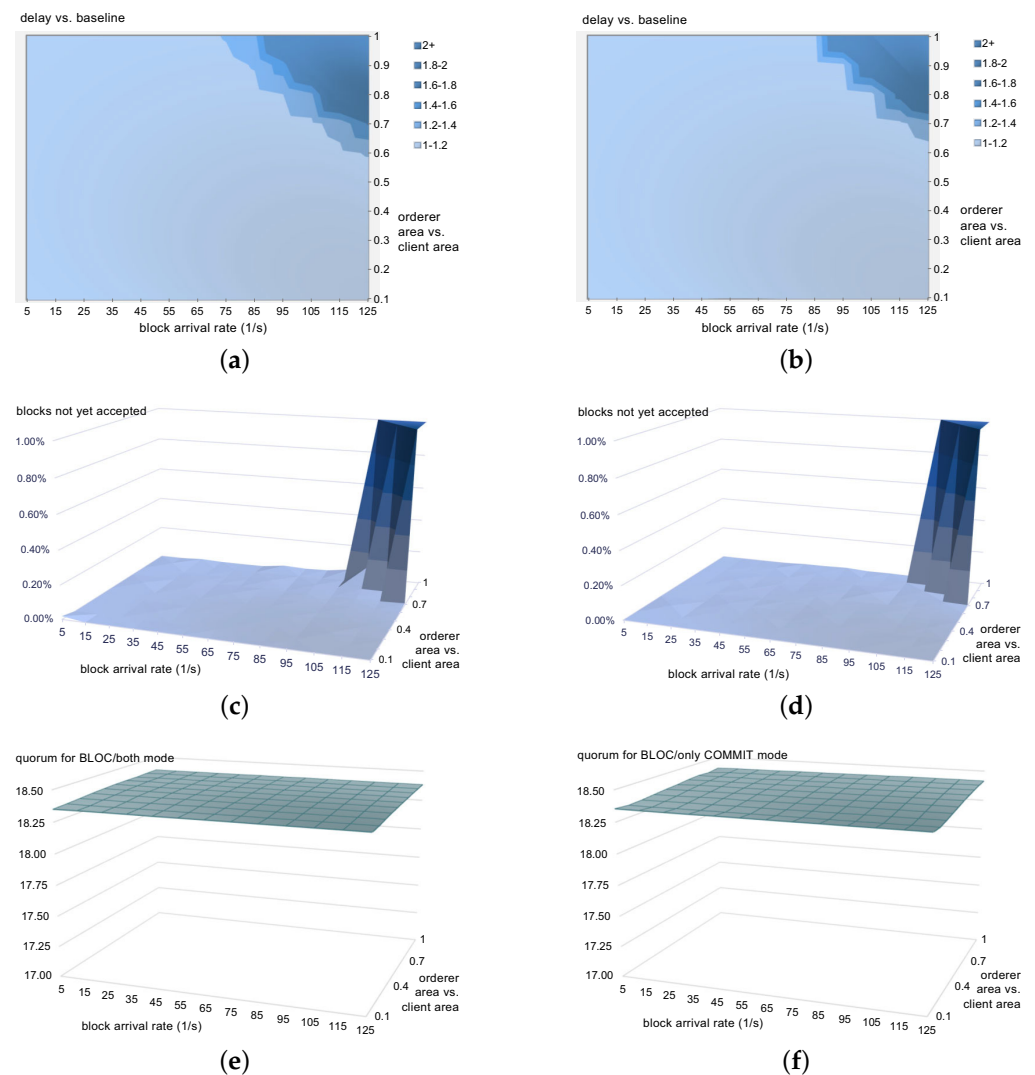 delay vs. baseline
2+
1.8-2
1.6-1.8
1.4-1.6
1.2-1.4
1-1.2
1
0.9
0.8
0.7
0.6
0.5
0.4
0.3
0.2
0.1
orderer
area vs.
client area
5 15 25 35 45 55 65 75 85 95 105 115 125
block arrival rate (1/s)
(a)
delay vs. baseline
2+
1.8-2
1.6-1.8
1.4-1.6
1.2-1.4
1-1.2
1
0.9
0.8
0.7
0.6
0.5
0.4
0.3
0.2
0.1
orderer
area vs.
client area
5 15 25 35 45 55 65 75 85 95 105 115 125
block arrival rate (1/s)
(b)
blocks not yet accepted
1.00%
0.80%
0.60%
0.40%
0.20%
0.00%
5 15 25 35 45 55 65 75 85 95 105 115 125
1
0.7
0.4
0.1
orderer
area vs.
client area
block arrival rate (1/s)
(c)
blocks not yet accepted
1.00%
0.80%
0.60%
0.40%
0.20%
0.00%
5 15 25 35 45 55 65 75 85 95 105 115 125
1
0.7
0.4
0.1
orderer
area vs.
client area
block arrival rate (1/s)
(d)
quorum for BLOC/both mode
18.50
18.25
18.00
17.75
17.50
17.25
17.00
5 15 25 35 45 55 65 75 85 95 105 115 125
1
0.7
0.4
0.1
orderer
area vs.
client area
block arrival rate (1/s)
(e)
quorum for BLOC/only COMMIT mode
18.50
18.25
18.00
17.75
17.50
17.25
17.00
5 15 25 35 45 55 65 75 85 95 105 115 125
1
0.7
0.4
0.1
orderer
area vs.
client area
block arrival rate (1/s)
(f)